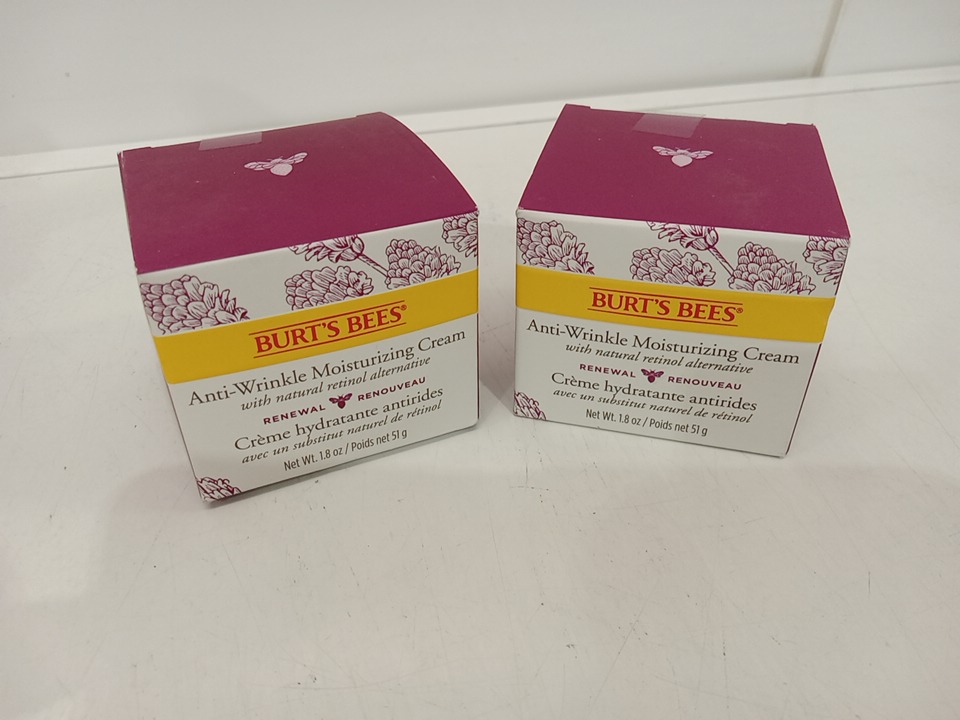 BURT'S BEES®
Anti-Wrinkle Moisturizing Cream
with natural retinol alternative
RENEWAL RENOUVEAU
Crème hydratante antirides
avec un substitut naturel de rétinol
Net Wt. 1.8 oz / Poids net 51 g
BURT'S BEES®
Anti-Wrinkle Moisturizing Cream
with natural retinol alternative
RENEWAL RENOUVEAU
Crème hydratante antirides
avec un substitut naturel de rétinol
Net Wt. 1.8 oz / Poids net 51 g